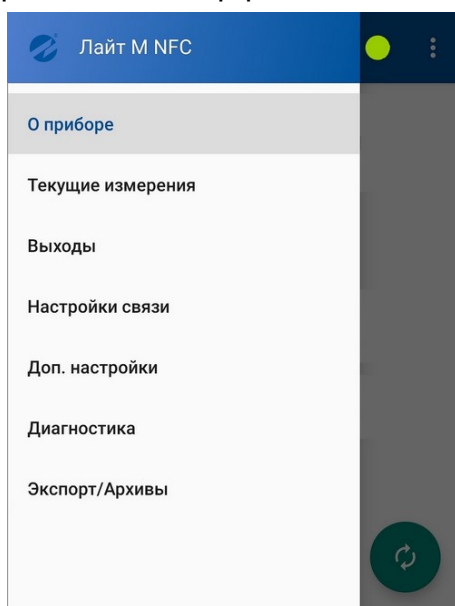 Лайт М NFC
О приборе
Текущие измерения
Выходы
Настройки связи
Доп. настройки
Диагностика
Экспорт/Архивы